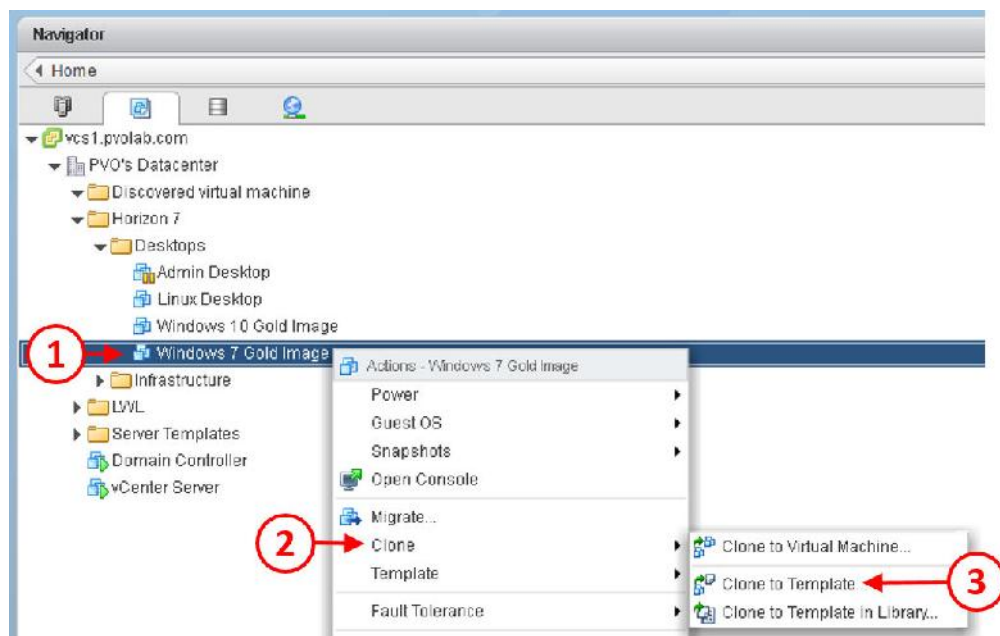 Navigator
Home
vcs1.pvolab.com
PVO's Datacenter
Discovered virtual machine
Horizon 7
Desktops
Admin Desktop
Linux Desktop
Windows 10 Gold Image
1
Windows 7 Gold Image
Actions - Windows 7 Gold Image
Infrastructure
Power
LWL
Guest OS
Server Templates
Snapshots
Domain Controller
Open Console
vCenter Server
Migrate...
2
Clone
Clone to Virtual Machine...
Template
Clone to Template
3
Fault Tolerance
Clone to Template in Library...